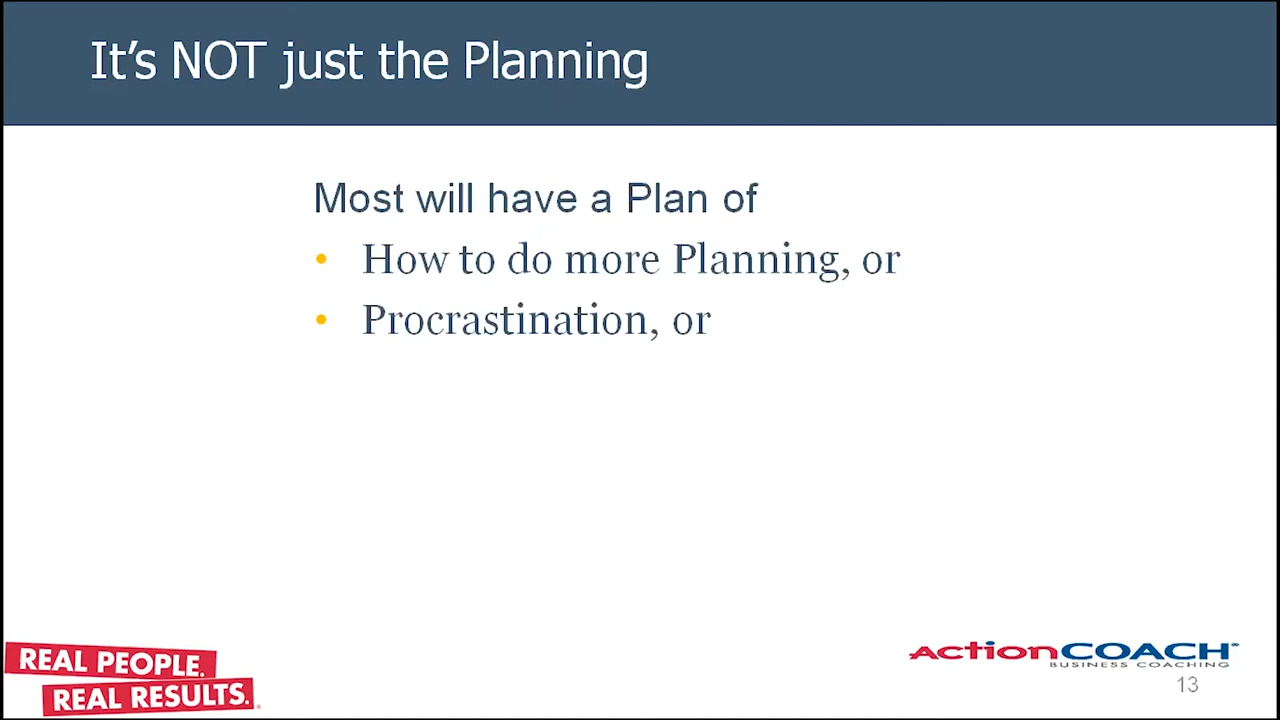 It's NOT just the Planning
Most will have a Plan of
• How to do more Planning, or
• Procrastination, or
REAL PEOPLE.
REAL RESULTS.
ActionCOACH®
BUSINESS COACHING
13